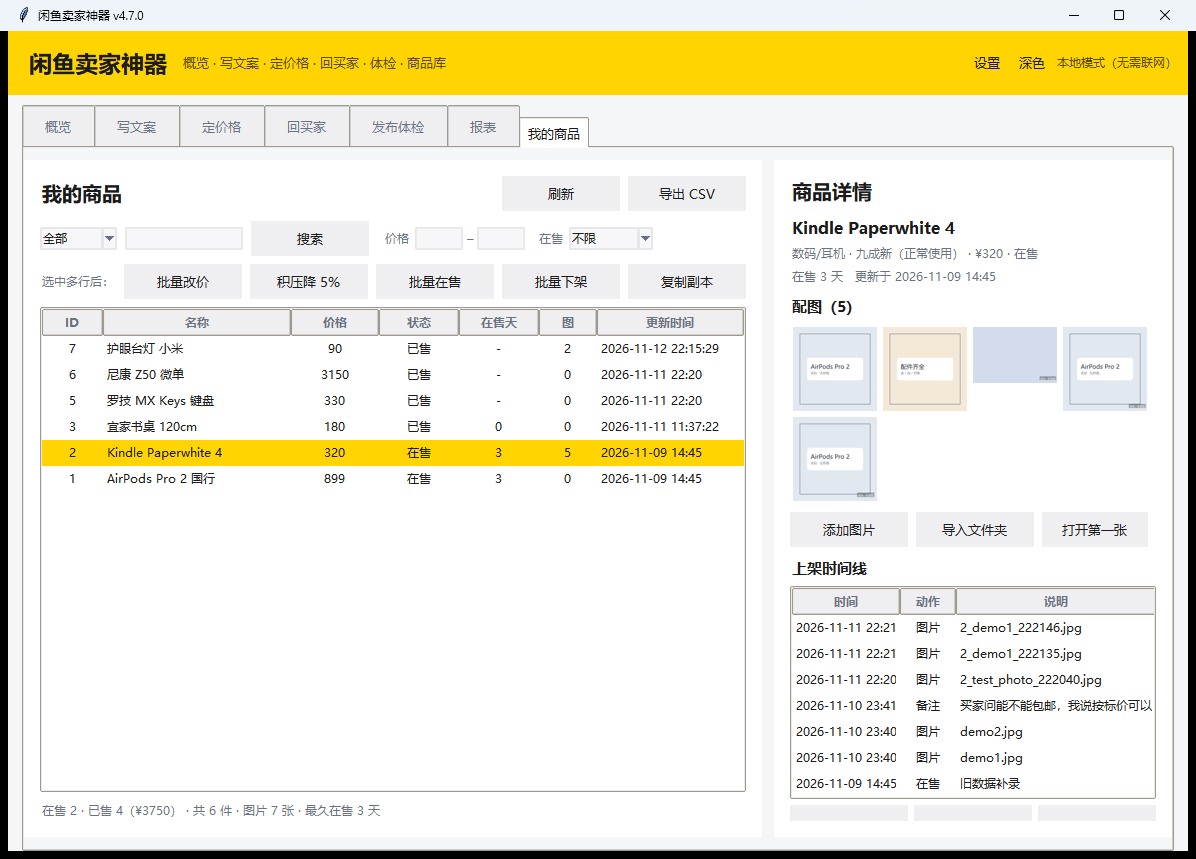 闲鱼卖家神器 v4.7.0
闲鱼卖家神器 概览 · 写文案 · 定价格 · 回买家 · 体检 · 商品库 设置 深色 本地模式（无需联网）
概览 写文案 定价格 回买家 发布体检 报表 我的商品
我的商品 刷新 导出 CSV
全部 搜索 价格 – 在售 不限
选中多行后： 批量改价 积压降 5% 批量在售 批量下架 复制副本
ID 名称 价格 状态 在售天 图 更新时间
7 护眼台灯 小米 90 已售 - 2 2026-11-12 22:15:29
6 尼康 Z50 微单 3150 已售 - 0 2026-11-11 22:20
5 罗技 MX Keys 键盘 330 已售 - 0 2026-11-11 22:20
3 宜家书桌 120cm 180 已售 0 0 2026-11-11 11:37:22
2 Kindle Paperwhite 4 320 在售 3 5 2026-11-09 14:45
1 AirPods Pro 2 国行 899 在售 3 0 2026-11-09 14:45
在售 2 · 已售 4（¥3750） · 共 6 件 · 图片 7 张 · 最久在售 3 天
商品详情
Kindle Paperwhite 4
数码/耳机 · 九成新（正常使用） · ¥320 · 在售
在售 3 天 更新于 2026-11-09 14:45
配图（5）
AirPods Pro 2
配件齐全
AirPods Pro 2
AirPods Pro 2
添加图片 导入文件夹 打开第一张
上架时间线
时间 动作 说明
2026-11-11 22:21 图片 2_demo1_222146.jpg
2026-11-11 22:21 图片 2_demo1_222135.jpg
2026-11-11 22:20 图片 2_test_photo_222040.jpg
2026-11-10 23:41 备注 买家问能不能包邮，我说按标价可以
2026-11-10 23:40 图片 demo2.jpg
2026-11-10 23:40 图片 demo1.jpg
2026-11-09 14:45 在售 旧数据补录